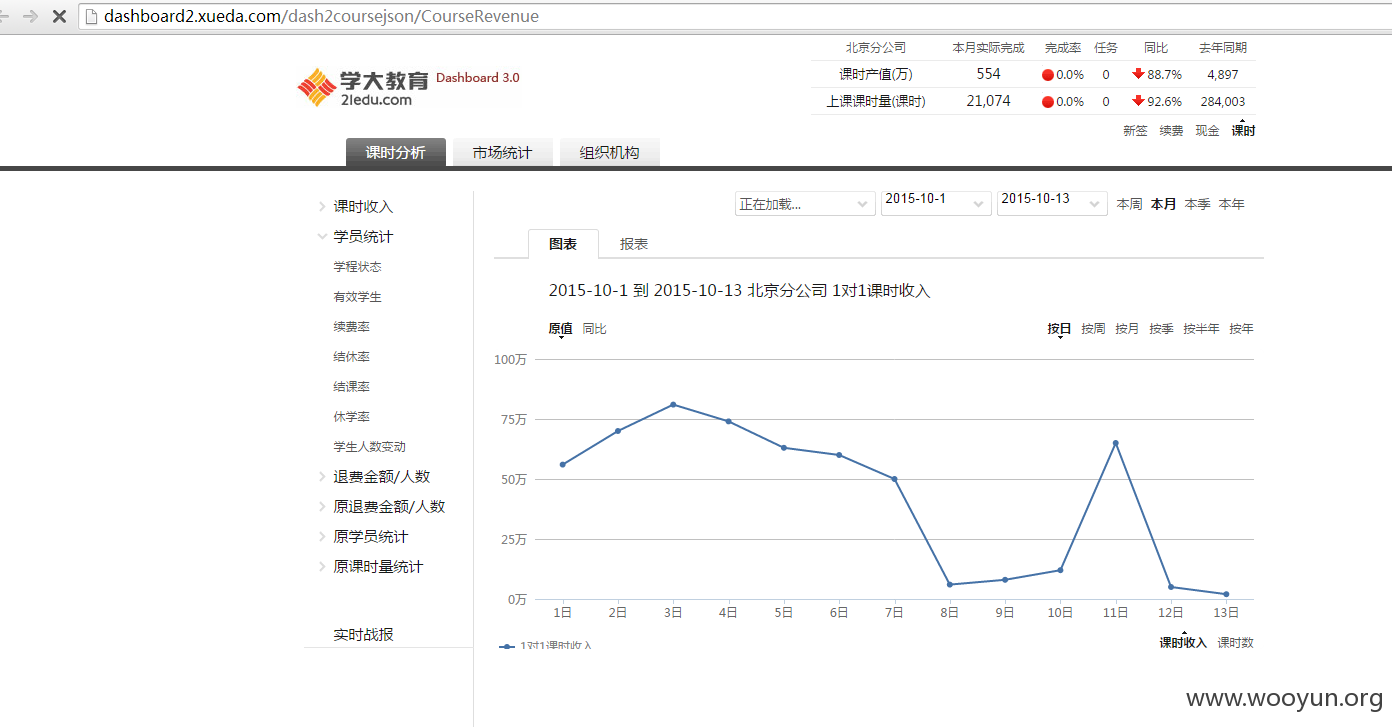 dashboard2.xueda.com/dash2coursejson/CourseRevenue
学大教育 Dashboard 3.0
21edu.com
北京分公司 本月实际完成 完成率 任务 同比 去年同期
课时产值(万) 554 0.0% 0 88.7% 4,897
上课课时量(课时) 21,074 0.0% 0 92.6% 284,003
新签 续费 现金 课时
课时分析 市场统计 组织机构
课时收入
学员统计
学程状态
有效学生
续费率
结休率
结课率
休学率
学生人数变动
退费金额/人数
原退费金额/人数
原学员统计
原课时量统计
实时战报
正在加载... 2015-10-1 2015-10-13 本周 本月 本季 本年
图表 报表
2015-10-1 到 2015-10-13 北京分公司 1对1课时收入
原值 同比 按日 按周 按月 按季 按半年 按年
100万
75万
50万
25万
0万
1日 2日 3日 4日 5日 6日 7日 8日 9日 10日 11日 12日 13日
1对1课时收入
课时收入 课时数
www.wooyun.org